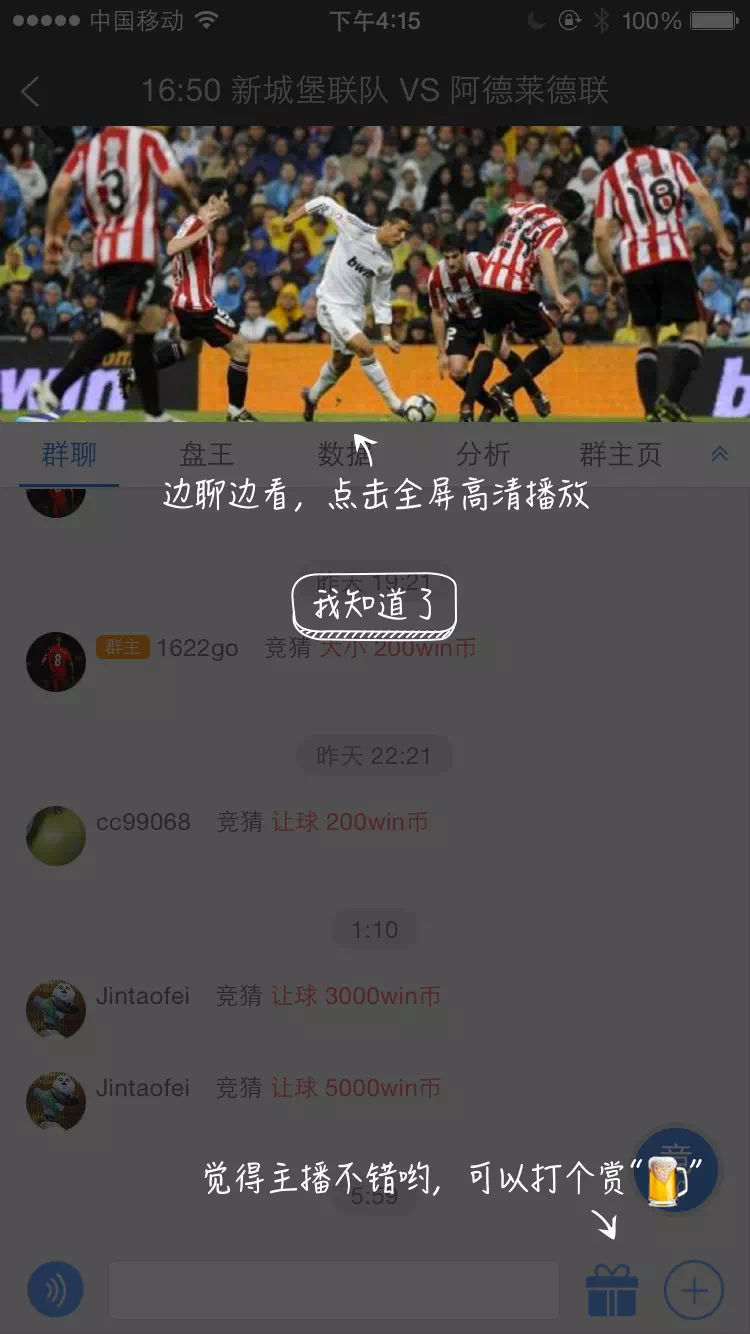 中国移动 下午4:15 100%
16:50 新城堡联队 VS 阿德莱德联
3 18
24
bwin
2
win b
群聊 盘王 数据 分析 群主页
边聊边看，点击全屏高清播放
昨天 19:21
我知道了
8 群主 1622go 竞猜 大小 200win币
昨天 22:21
cc99068 竞猜 让球 200win币
1:10
Jintaofei 竞猜 让球 3000win币
Jintaofei 竞猜 让球 5000win币
觉得主播不错哟，可以打个赏“ ”
5:59